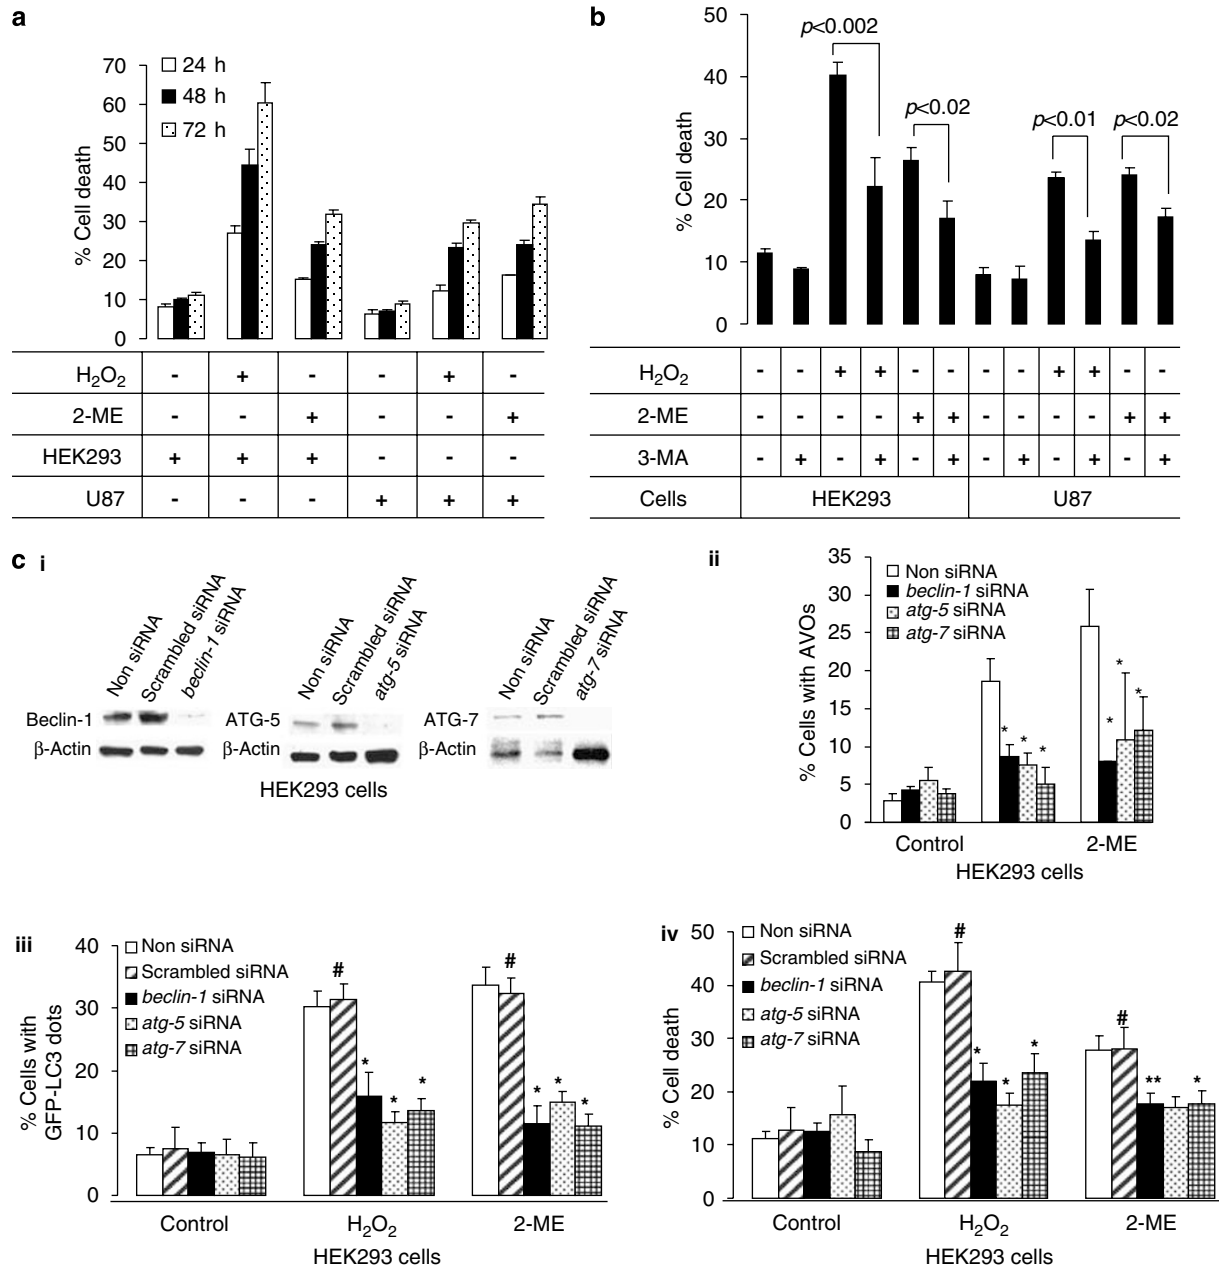 a
% Cell death
70
60
50
40
30
20
10
0
24 h
48 h
72 h
H₂O₂ - + - - + -
2-ME - - + - - +
HEK293 + + + - - -
U87 - - - + + +
b
% Cell death
50
40
30
20
10
0
p<0.002
p<0.02
p<0.01
p<0.02
H₂O₂ - - + + - - - - + + - -
2-ME - - - - + + - - - - + +
3-MA - + - + - + - + - + - +
Cells HEK293 U87
c i
Non siRNA Scrambled siRNA beclin-1 siRNA
Beclin-1
β-Actin
Non siRNA Scrambled siRNA atg-5 siRNA
ATG-5
β-Actin
Non siRNA Scrambled siRNA atg-7 siRNA
ATG-7
β-Actin
HEK293 cells
ii
% Cells with AVOs
35
30
25
20
15
10
5
0
Non siRNA
beclin-1 siRNA
atg-5 siRNA
atg-7 siRNA
* * * * * *
Control 2-ME
HEK293 cells
iii
% Cells with
GFP-LC3 dots
40
30
20
10
0
Non siRNA
Scrambled siRNA
beclin-1 siRNA
atg-5 siRNA
atg-7 siRNA
# * * * # * * *
Control H₂O₂ 2-ME
HEK293 cells
iv
% Cell death
50
40
30
20
10
0
Non siRNA
Scrambled siRNA
beclin-1 siRNA
atg-5 siRNA
atg-7 siRNA
# * * * # ** *
Control H₂O₂ 2-ME
HEK293 cells